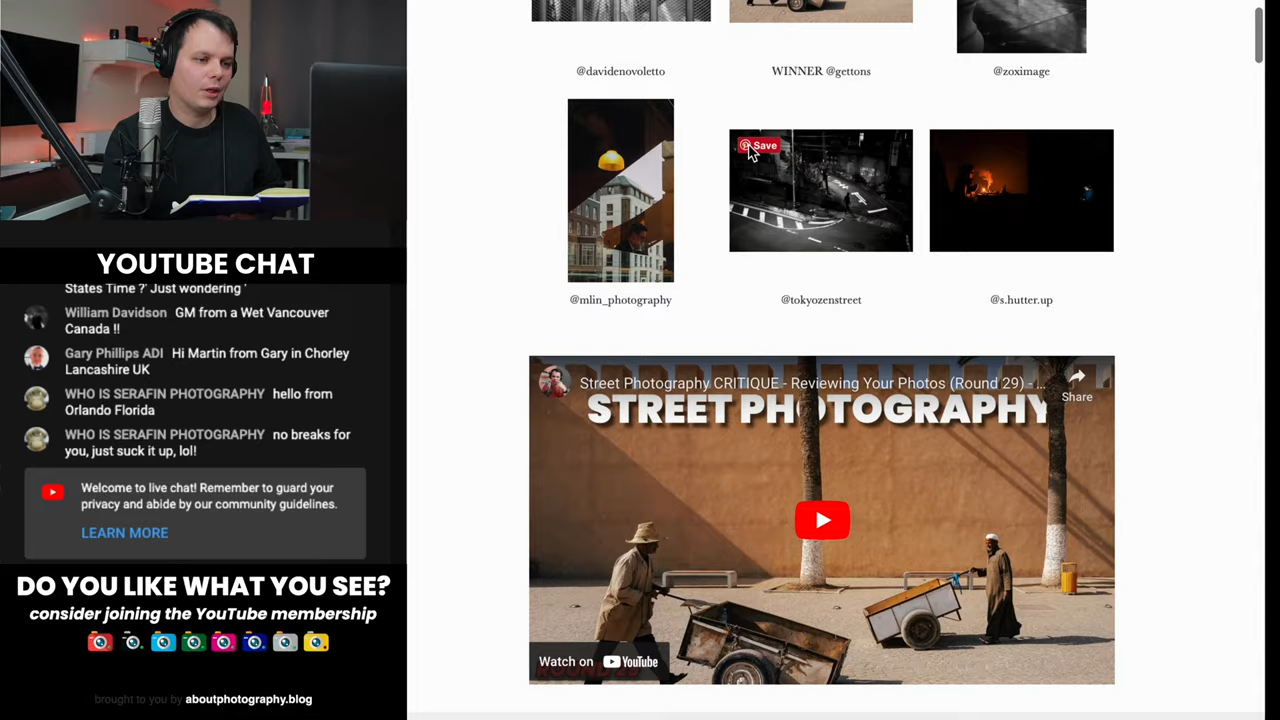 @davidenovoletto
WINNER @gettons
@zoximage
Save
@mlin_photography
@tokyozenstreet
@s.hutter.up
Street Photography CRITIQUE - Reviewing Your Photos (Round 29) - ...
Share
STREET PHOTOGRAPHY
Watch on YouTube
YOUTUBE CHAT
States Time ?' Just wondering '
William Davidson GM from a Wet Vancouver
Canada !!
Gary Phillips ADI Hi Martin from Gary in Chorley
Lancashire UK
WHO IS SERAFIN PHOTOGRAPHY hello from
Orlando Florida
WHO IS SERAFIN PHOTOGRAPHY no breaks for
you, just suck it up, lol!
Welcome to live chat! Remember to guard your
privacy and abide by our community guidelines.
LEARN MORE
DO YOU LIKE WHAT YOU SEE?
consider joining the YouTube membership
brought to you by aboutphotography.blog